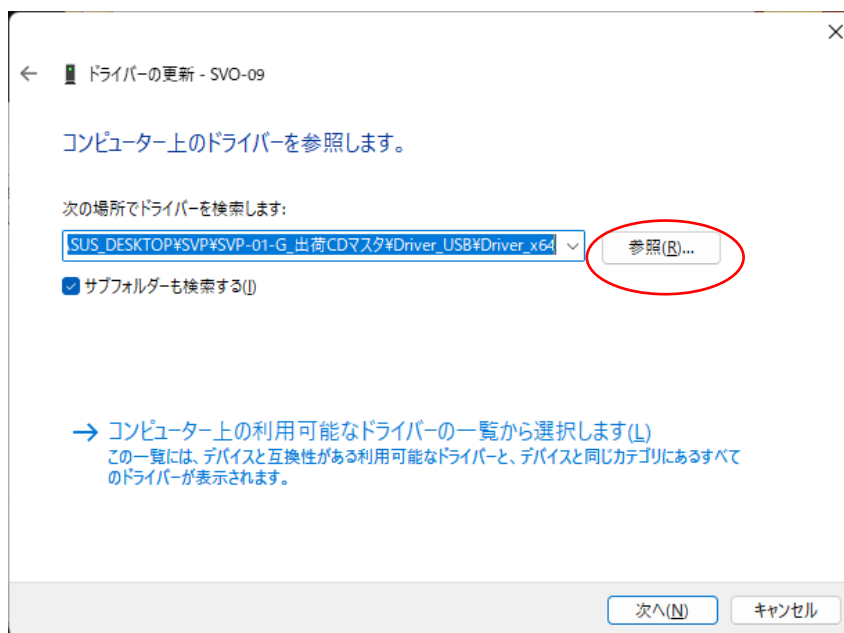 ドライバーの更新 - SVO-09
コンピューター上のドライバーを参照します。
次の場所でドライバーを検索します:
SUS_DESKTOP¥SVP¥SVP-01-G_出荷CDマスタ¥Driver_USB¥Driver_x64
参照(R)...
サブフォルダーも検索する(I)
→ コンピューター上の利用可能なドライバーの一覧から選択します(L)
この一覧には、デバイスと互換性がある利用可能なドライバーと、デバイスと同じカテゴリにあるすべて
のドライバーが表示されます。
次へ(N)
キャンセル